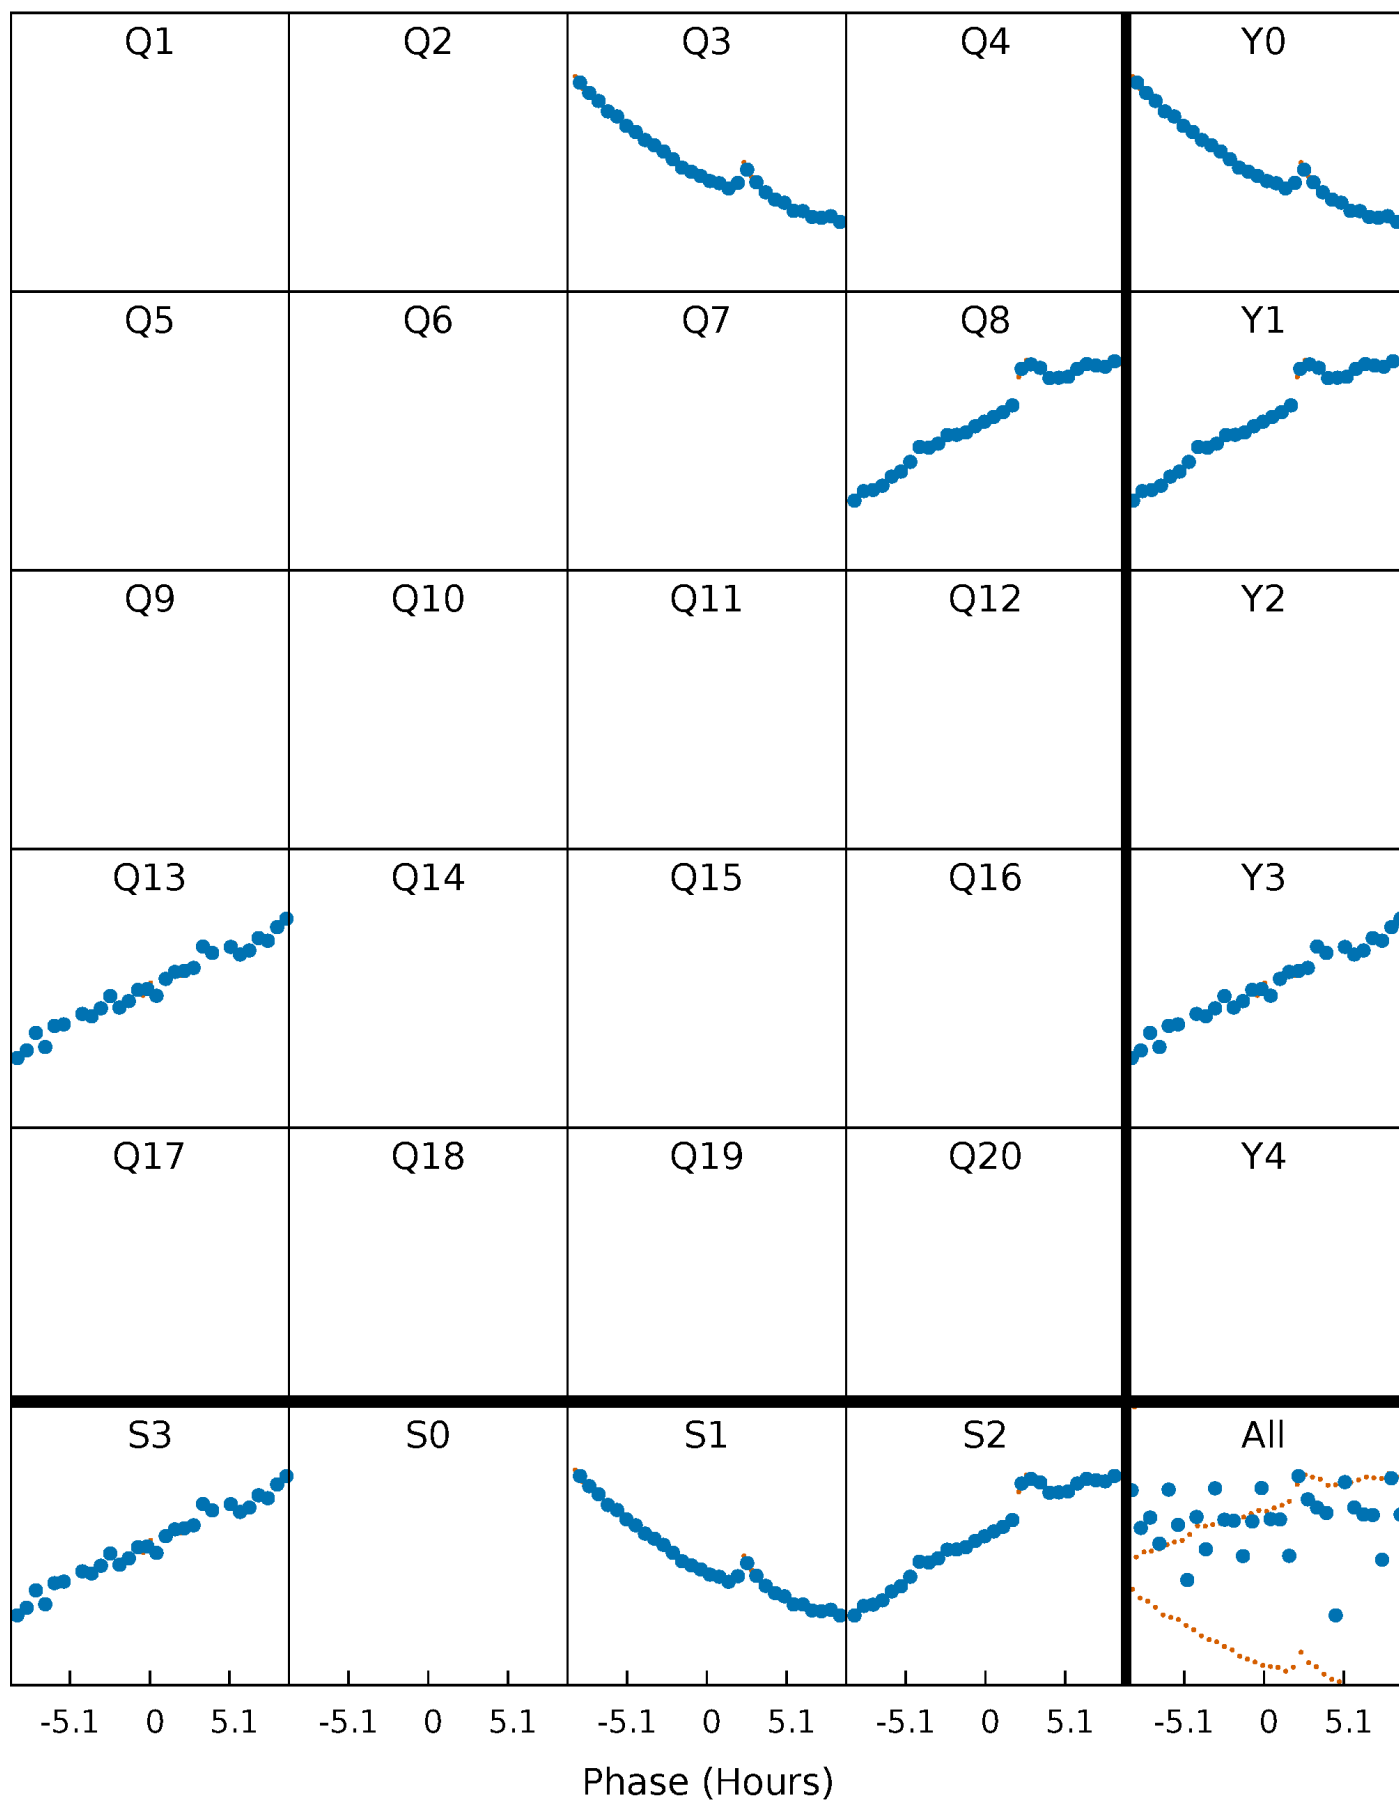 Q1 Q2 Q3 Q4 Y0
Q5 Q6 Q7 Q8 Y1
Q9 Q10 Q11 Q12 Y2
Q13 Q14 Q15 Q16 Y3
Q17 Q18 Q19 Q20 Y4
S3 S0 S1 S2 All
-5.1 0 5.1 -5.1 0 5.1 -5.1 0 5.1 -5.1 0 5.1 -5.1 0 5.1
Phase (Hours)